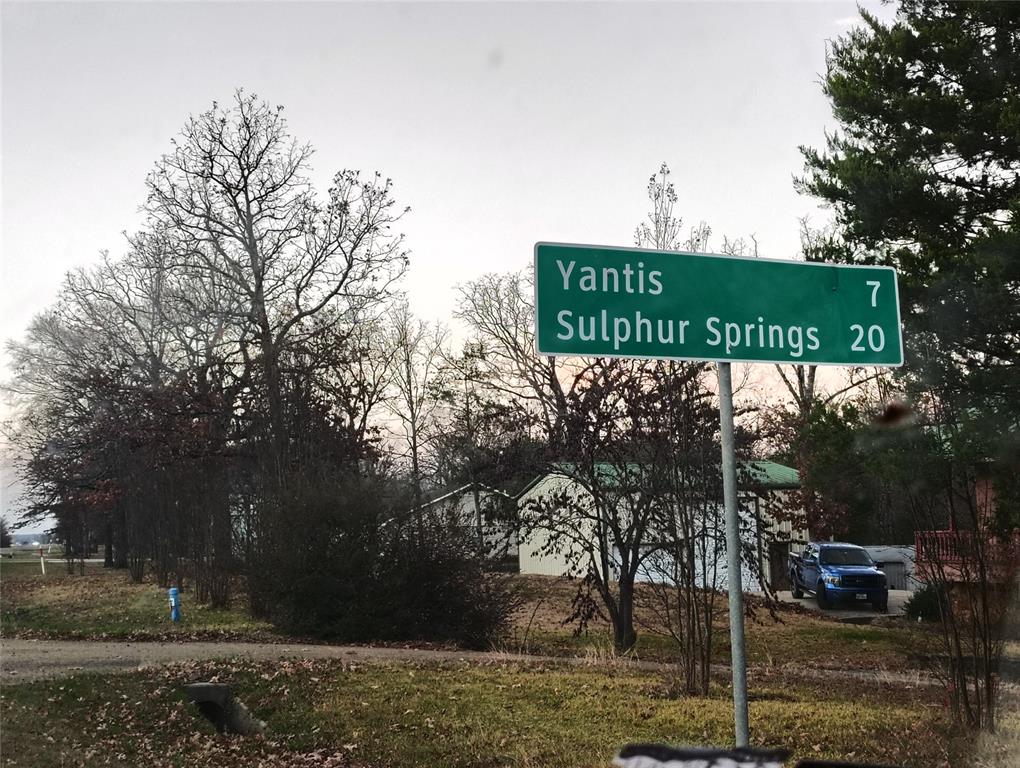 Yantis 7
Sulphur Springs 20